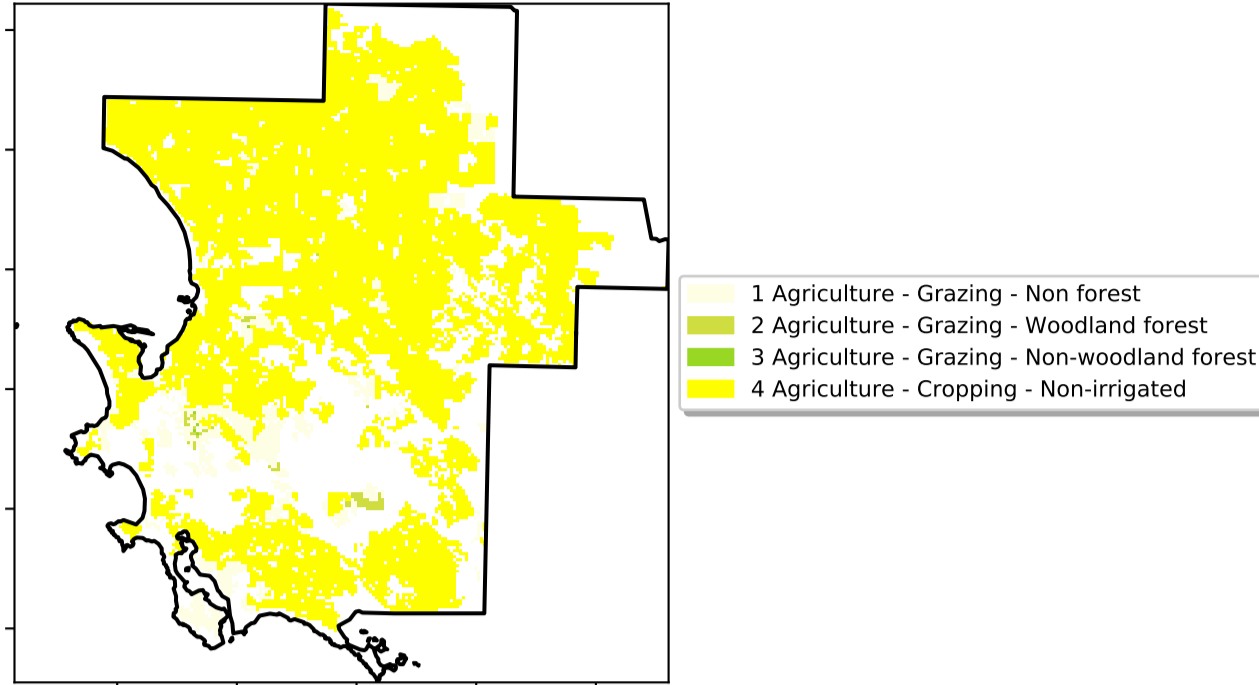 1 Agriculture - Grazing - Non forest
2 Agriculture - Grazing - Woodland forest
3 Agriculture - Grazing - Non-woodland forest
4 Agriculture - Cropping - Non-irrigated